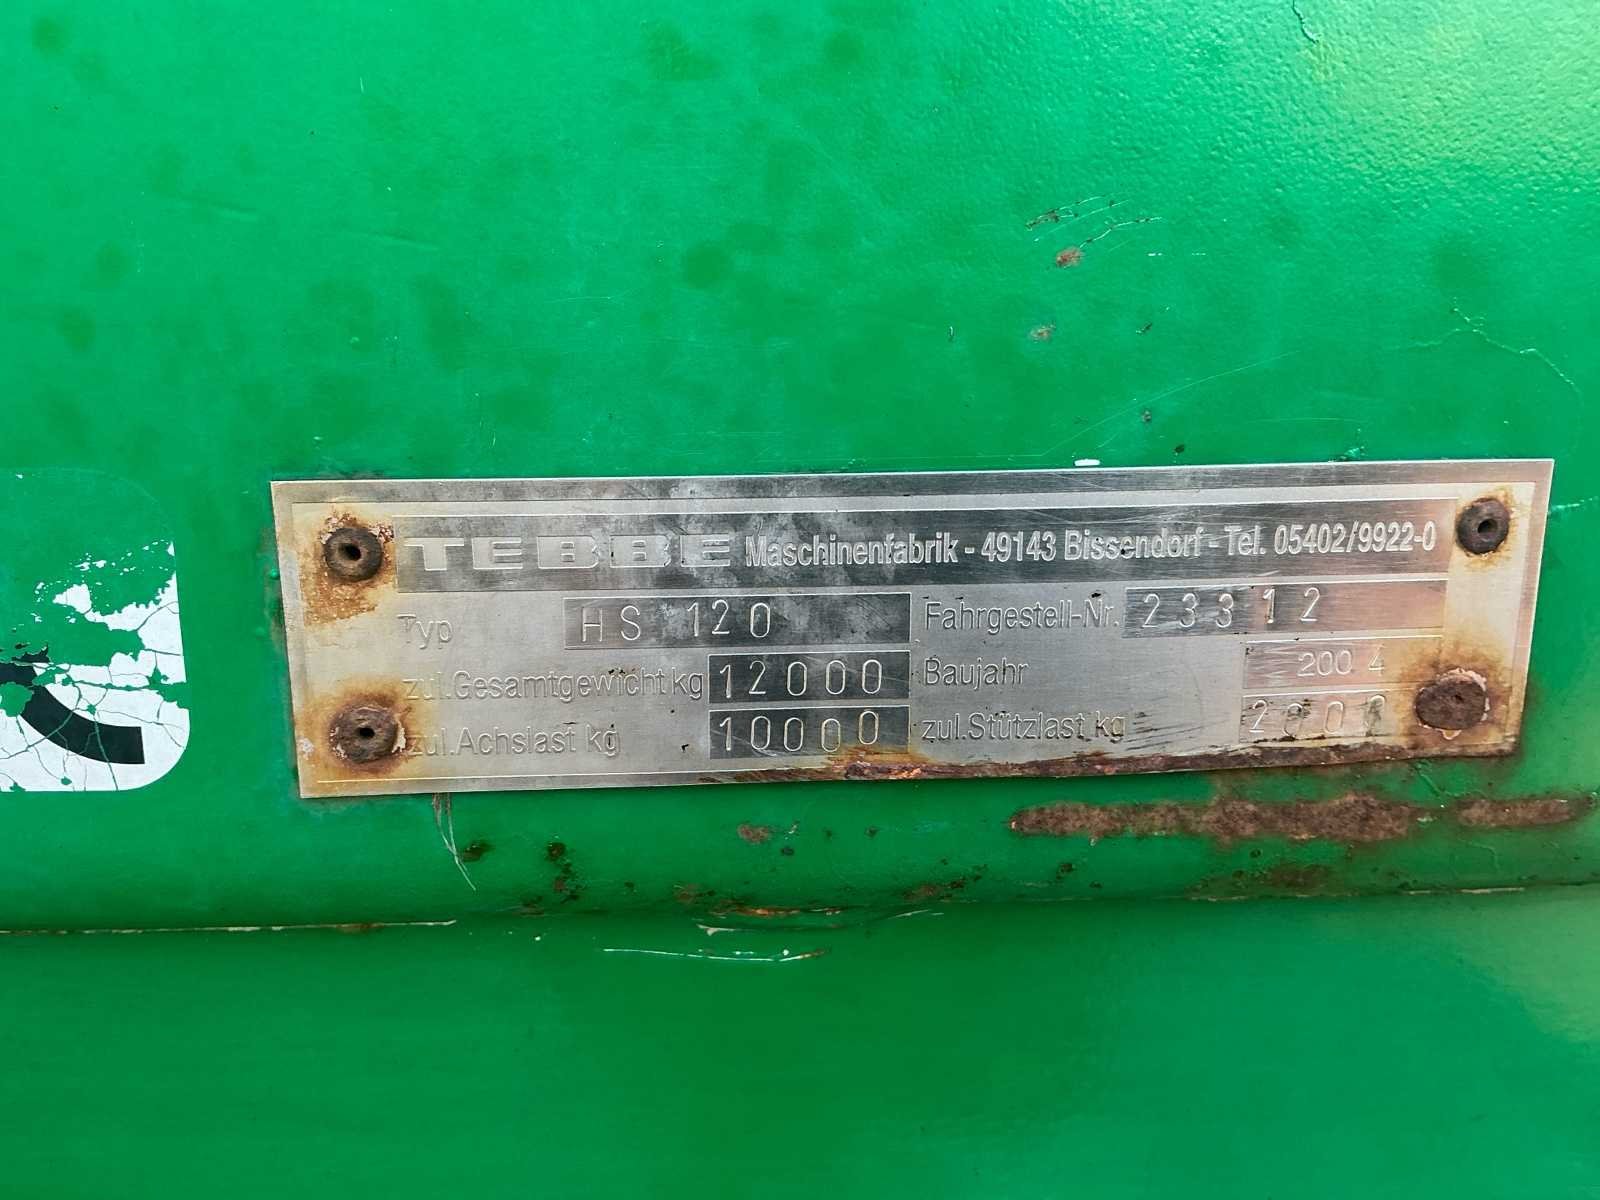 TEBBE Maschinenfabrik - 49143 Bissendorf - Tel. 05402/9922-0
Typ HS 120 Fahrgestell-Nr. 23312
zul.Gesamtgewicht kg 12000 Baujahr 2004
zul.Achslast kg 10000 zul.Stützlast kg 2000